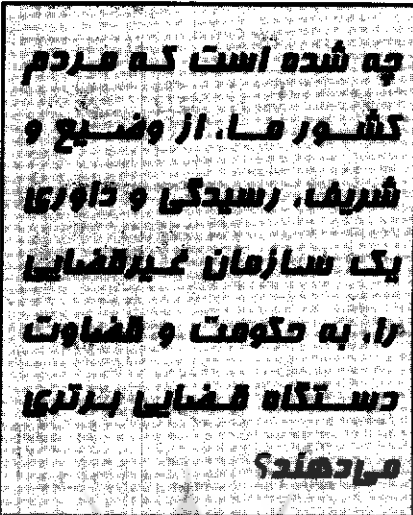 چه شده است که مردم
کشور ما، از وضیع و
شریف، رسیدگی و داوری
یک سازمان غیرقضایی
را، به حکومت و قضاوت
دستگاه قضایی برتری
می‌دهند؟